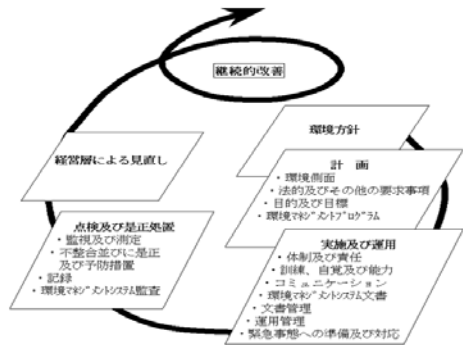 継続的改善
環境方針
計 画
・環境側面
・法的及びその他の要求事項
・目的及び目標
・環境ﾏﾈｼﾞﾒﾝﾄﾌﾟﾛｸﾞﾗﾑ
実施及び運用
・体制及び責任
・訓練、自覚及び能力
・コミュニケーション
・環境ﾏﾈｼﾞﾒﾝﾄｼｽﾃﾑ文書
・文書管理
・運用管理
・緊急事態への準備及び対応
点検及び是正処置
・監視及び測定
・不整合並びに是正
及び予防措置
・記録
・環境ﾏﾈｼﾞﾒﾝﾄｼｽﾃﾑ監査
経営層による見直し